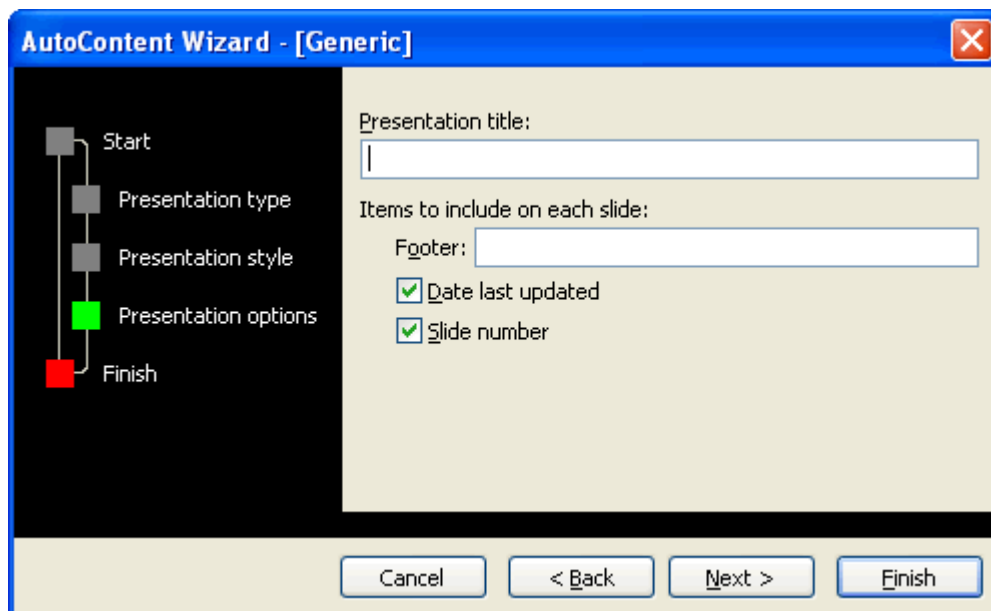 AutoContent Wizard - [Generic]
Start
Presentation type
Presentation style
Presentation options
Finish
Presentation title:
Items to include on each slide:
Footer:
Date last updated
Slide number
Cancel
< Back
Next >
Finish